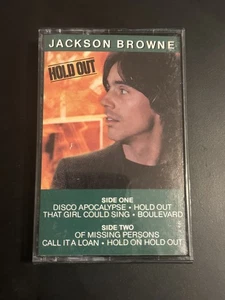 JACKSON BROWNE
HOLD OUT
SIDE ONE
DISCO APOCALYPSE • HOLD OUT
THAT GIRL COULD SING • BOULEVARD
SIDE TWO
OF MISSING PERSONS
CALL IT A LOAN • HOLD ON HOLD OUT